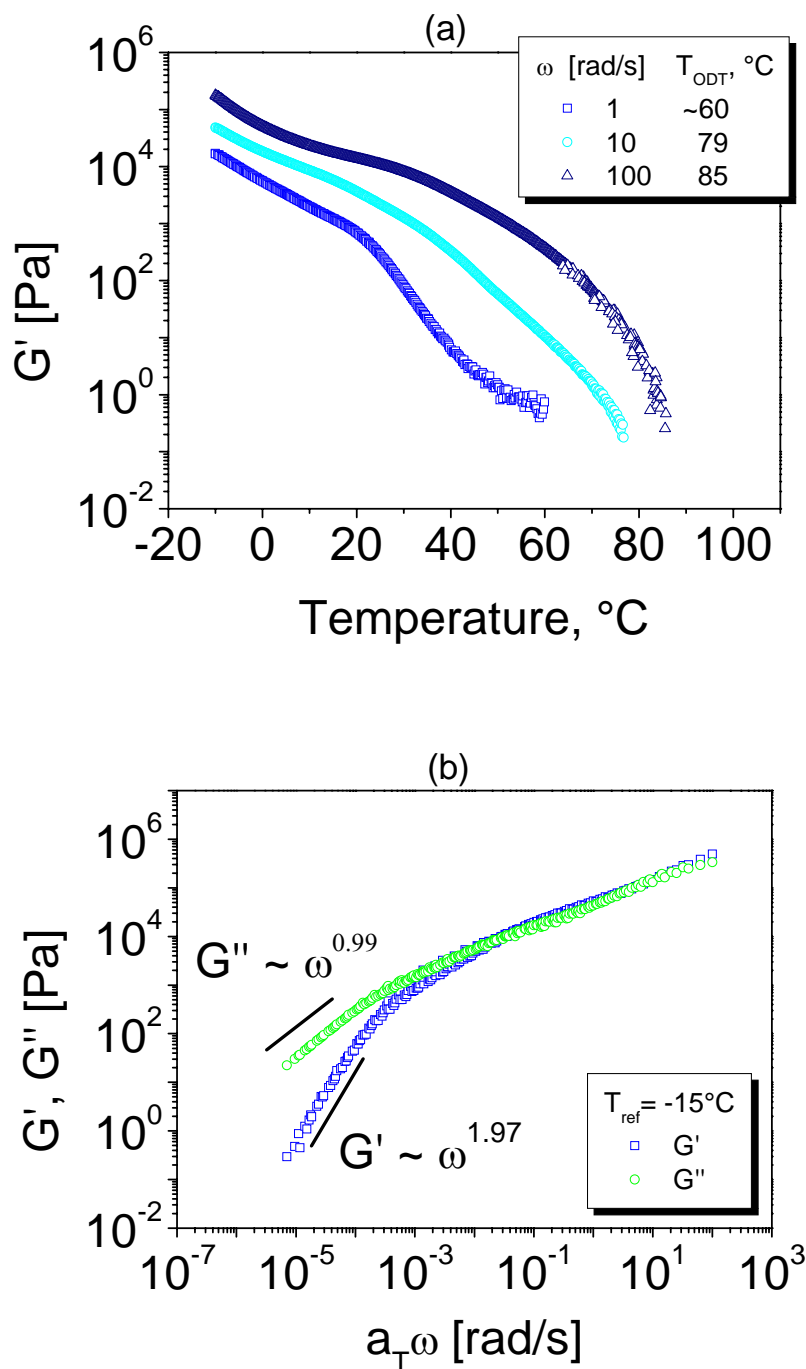 (a)
ω [rad/s] T_ODT, °C
1 ~60
10 79
100 85
10^6
10^4
10^2
10^0
10^-2
G' [Pa]
-20 0 20 40 60 80 100
Temperature, °C
(b)
10^6
10^4
10^2
10^0
10^-2
G', G'' [Pa]
G'' ~ ω^0.99
G' ~ ω^1.97
T_ref= -15°C
G'
G''
10^-7 10^-5 10^-3 10^-1 10^1 10^3
a_Tω [rad/s]